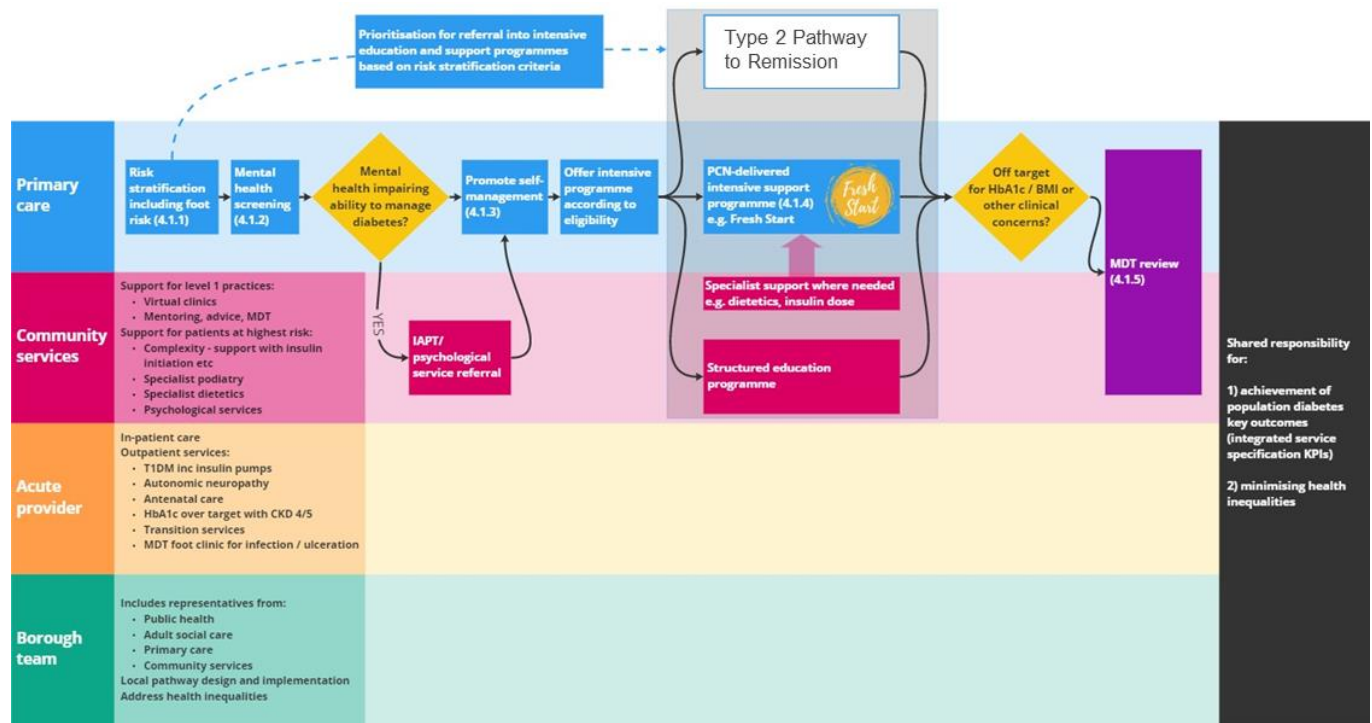 Prioritisation for referral into intensive
education and support programmes
based on risk stratification criteria
Type 2 Pathway
to Remission
Primary
care
Risk
stratification
including foot
risk (4.1.1)
Mental
health
screening
(4.1.2)
Mental
health impairing
ability to manage
diabetes?
Promote self-
management
(4.1.3)
Offer intensive
programme
according to
eligibility
PCN-delivered
intensive support
programme (4.1.4)
e.g. Fresh Start
Fresh
Start
Off target
for HbA1c / BMI or
other clinical
concerns?
MDT review
(4.1.5)
Community
services
Support for level 1 practices:
• Virtual clinics
• Mentoring, advice, MDT
Support for patients at highest risk:
• Complexity - support with insulin
initiation etc
• Specialist podiatry
• Specialist dietetics
• Psychological services
YES
IAPT/
psychological
service referral
Specialist support where needed
e.g. dietetics, insulin dose
Structured education
programme
Acute
provider
In-patient care
Outpatient services:
• T1DM inc insulin pumps
• Autonomic neuropathy
• Antenatal care
• HbA1c over target with CKD 4/5
• Transition services
• MDT foot clinic for infection / ulceration
Borough
team
Includes representatives from:
• Public health
• Adult social care
• Primary care
• Community services
Local pathway design and implementation
Address health inequalities
Shared responsibility
for:
1) achievement of
population diabetes
key outcomes
(integrated service
specification KPIs)
2) minimising health
inequalities